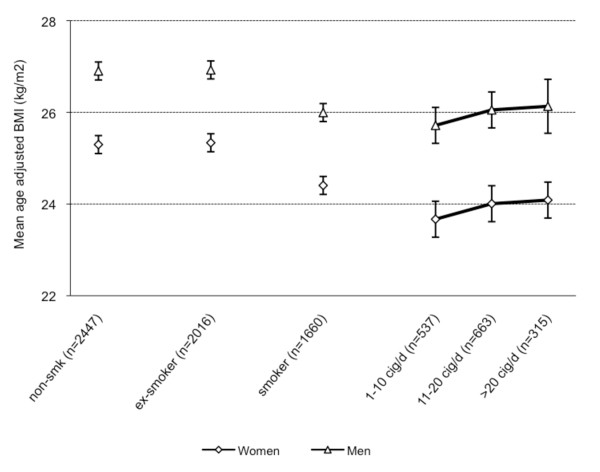 28
26
24
22
Mean age adjusted BMI (kg/m2)
non-smk (n=2447)
ex-smoker (n=2016)
smoker (n=1660)
1-10 cig/d (n=537)
11-20 cig/d (n=663)
>20 cig/d (n=315)
Women
Men